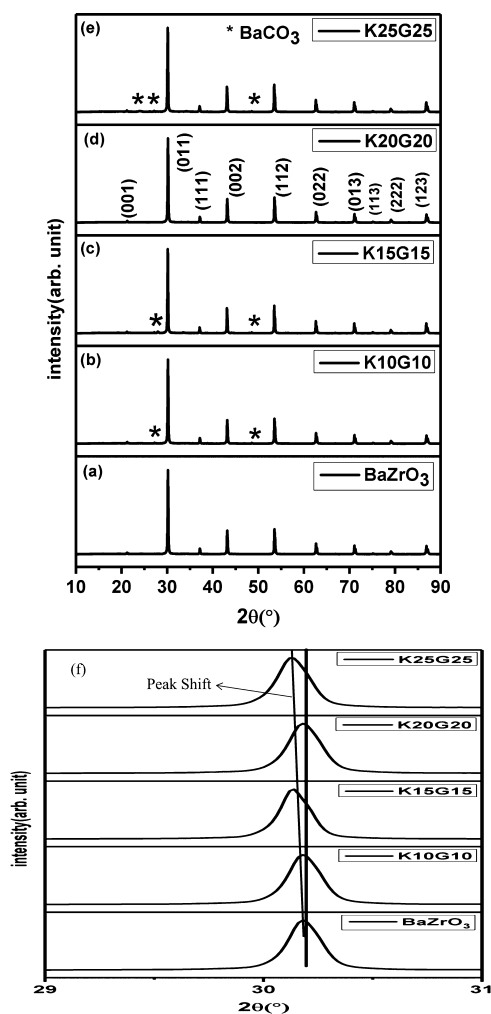 (e) * BaCO3 K25G25
* * *
(d) K20G20
(001) (011) (111) (002) (112) (022) (013) (113) (222) (123)
(c) K15G15
* *
(b) K10G10
* *
(a) BaZrO3
intensity(arb. unit)
10 20 30 40 50 60 70 80 90
2θ(°)
(f) K25G25
Peak Shift
K20G20
K15G15
K10G10
BaZrO3
intensity(arb. unit)
29 30 31
2θ(°)